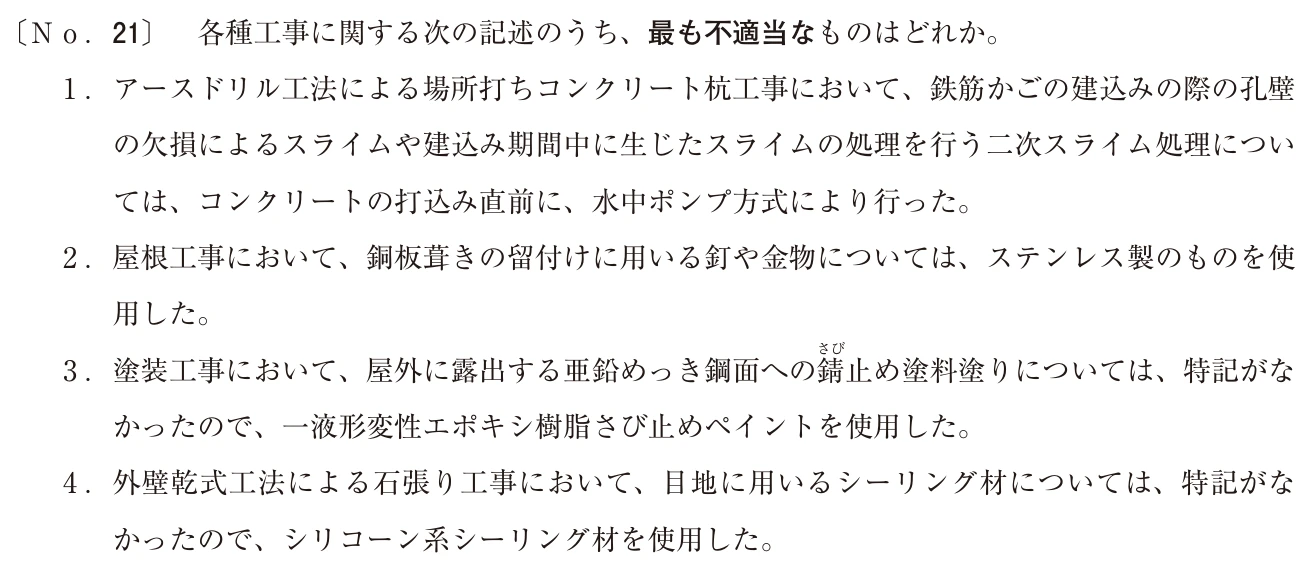 〔Ｎｏ．21〕　各種工事に関する次の記述のうち、最も不適当なものはどれか。
１．アースドリル工法による場所打ちコンクリート杭工事において、鉄筋かごの建込みの際の孔壁
の欠損によるスライムや建込み期間中に生じたスライムの処理を行う二次スライム処理につい
ては、コンクリートの打込み直前に、水中ポンプ方式により行った。
２．屋根工事において、銅板葺きの留付けに用いる釘や金物については、ステンレス製のものを使
用した。
さび
３．塗装工事において、屋外に露出する亜鉛めっき鋼面への錆止め塗料塗りについては、特記がな
かったので、一液形変性エポキシ樹脂さび止めペイントを使用した。
４．外壁乾式工法による石張り工事において、目地に用いるシーリング材については、特記がな
かったので、シリコーン系シーリング材を使用した。